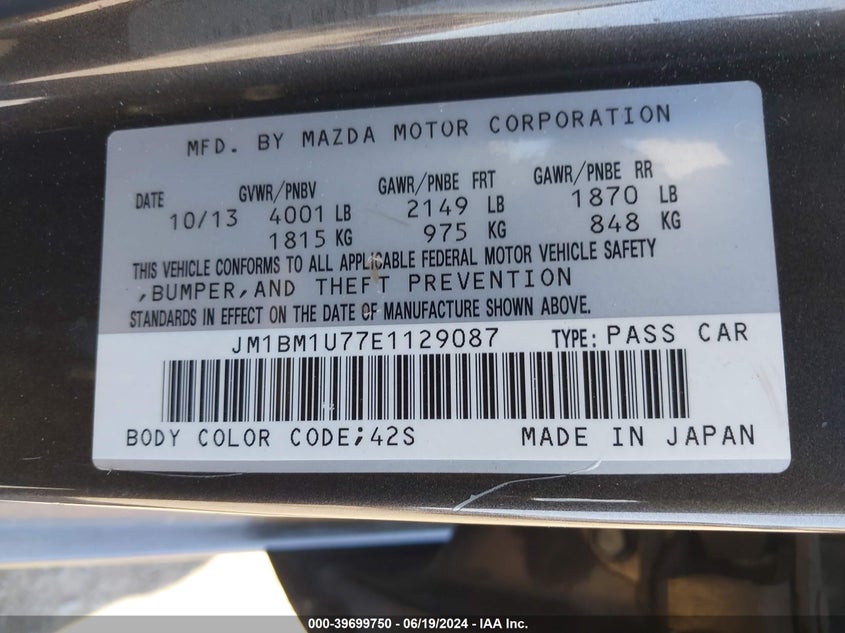 MFD. BY MAZDA MOTOR CORPORATION
DATE GVWR/PNBV GAWR/PNBE FRT GAWR/PNBE RR
10/13 4001 LB 2149 LB 1870 LB
1815 KG 975 KG 848 KG
THIS VEHICLE CONFORMS TO ALL APPLICABLE FEDERAL MOTOR VEHICLE SAFETY
,BUMPER,AND THEFT PREVENTION
STANDARDS IN EFFECT ON THE DATE OF MANUFACTURE SHOWN ABOVE.
JM1BM1U77E1129087 TYPE: PASS CAR
BODY COLOR CODE;42S MADE IN JAPAN
000-39699750 - 06/19/2024 - IAA Inc.